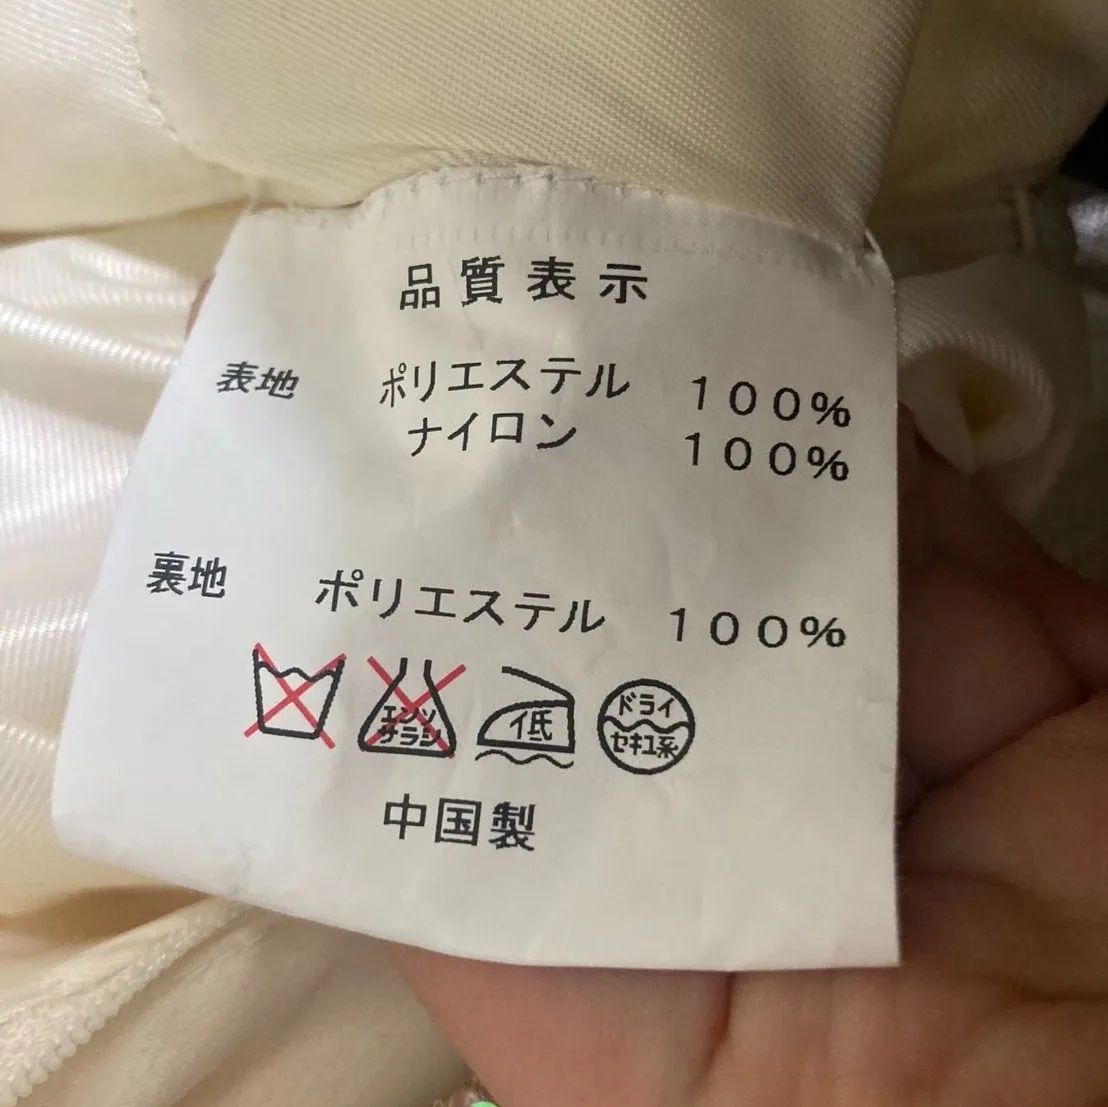 品質表示
表地 ポリエステル 100%
ナイロン 100%
裏地 ポリエステル 100%
エンソサラシ
低
ドライ
セキユ系
中国製